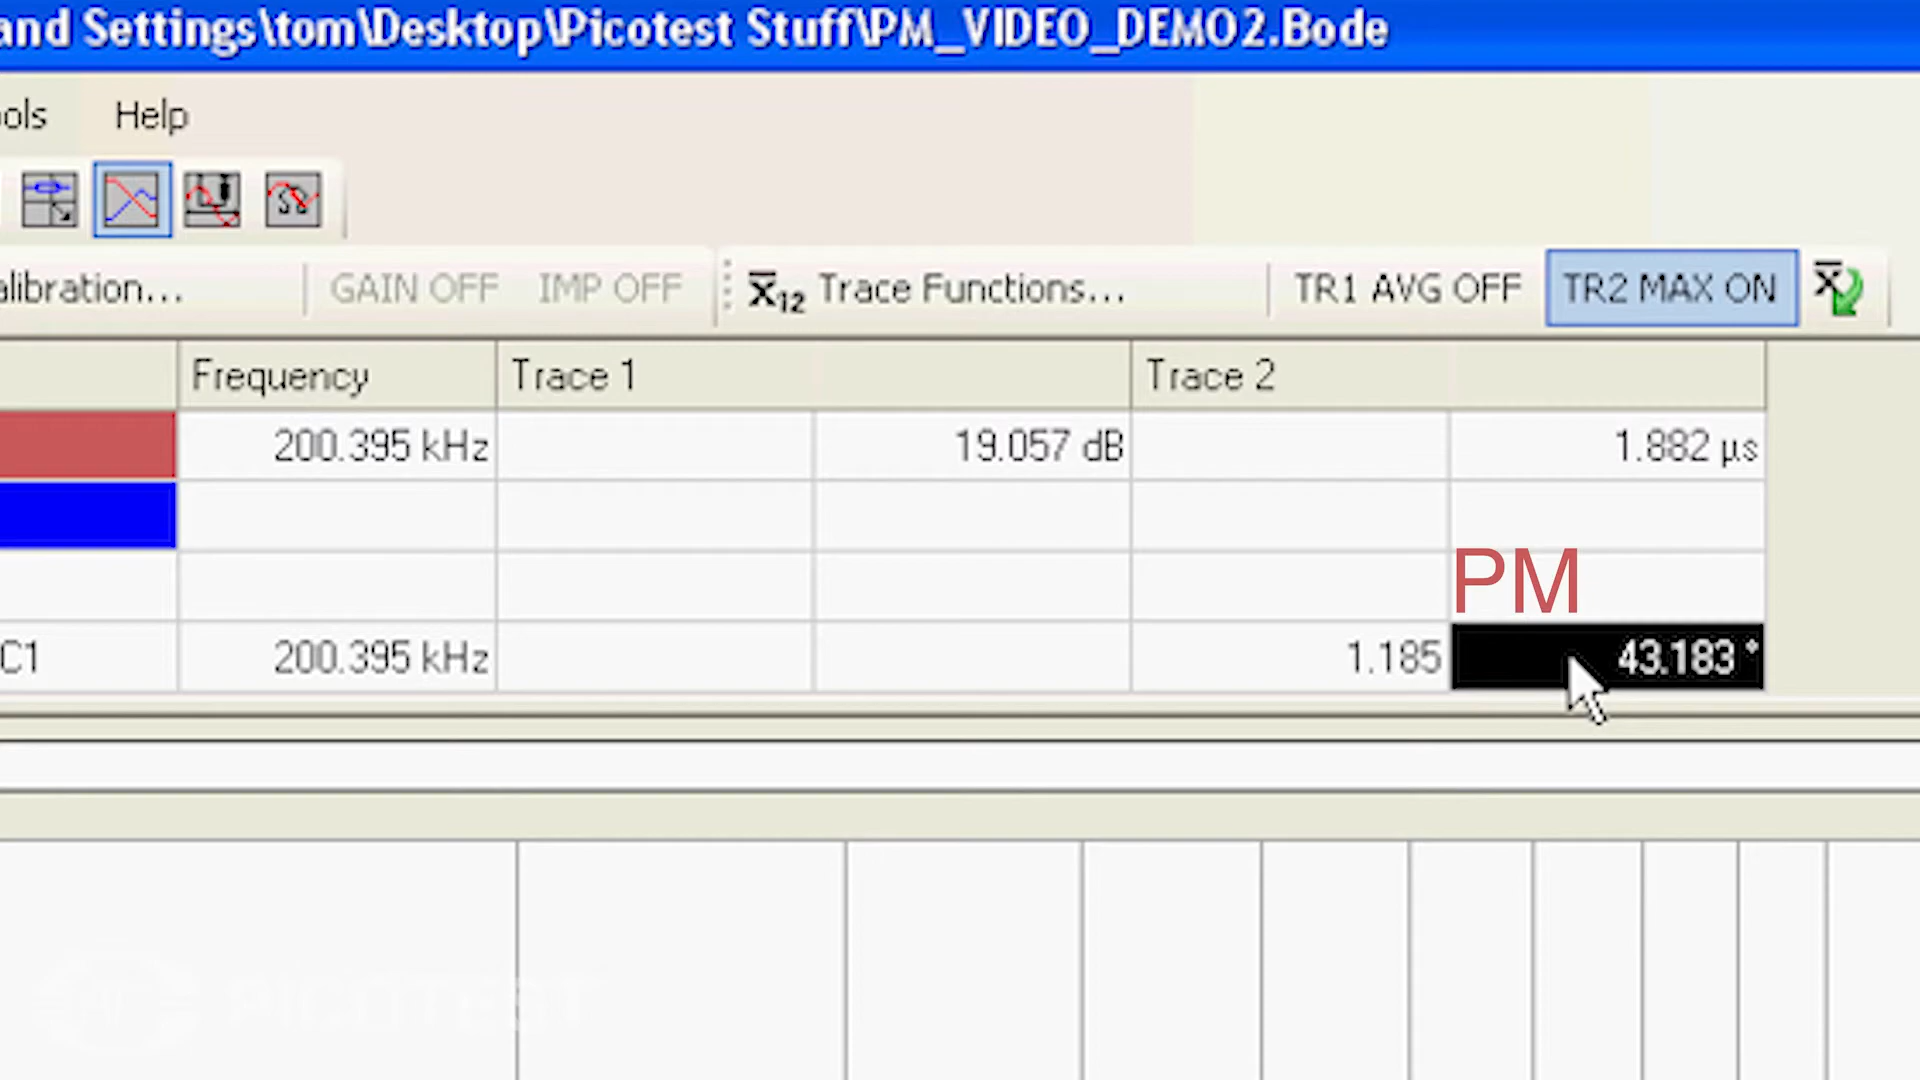 and Settings\tom\Desktop\Picotest Stuff\PM_VIDEO_DEMO2.Bode
ols Help
alibration... GAIN OFF IMP OFF x̅12 Trace Functions... TR1 AVG OFF TR2 MAX ON
Frequency Trace 1 Trace 2
200.395 kHz 19.057 dB 1.882 µs
PM
C1 200.395 kHz 1.185 43.183 °
PICOTEST